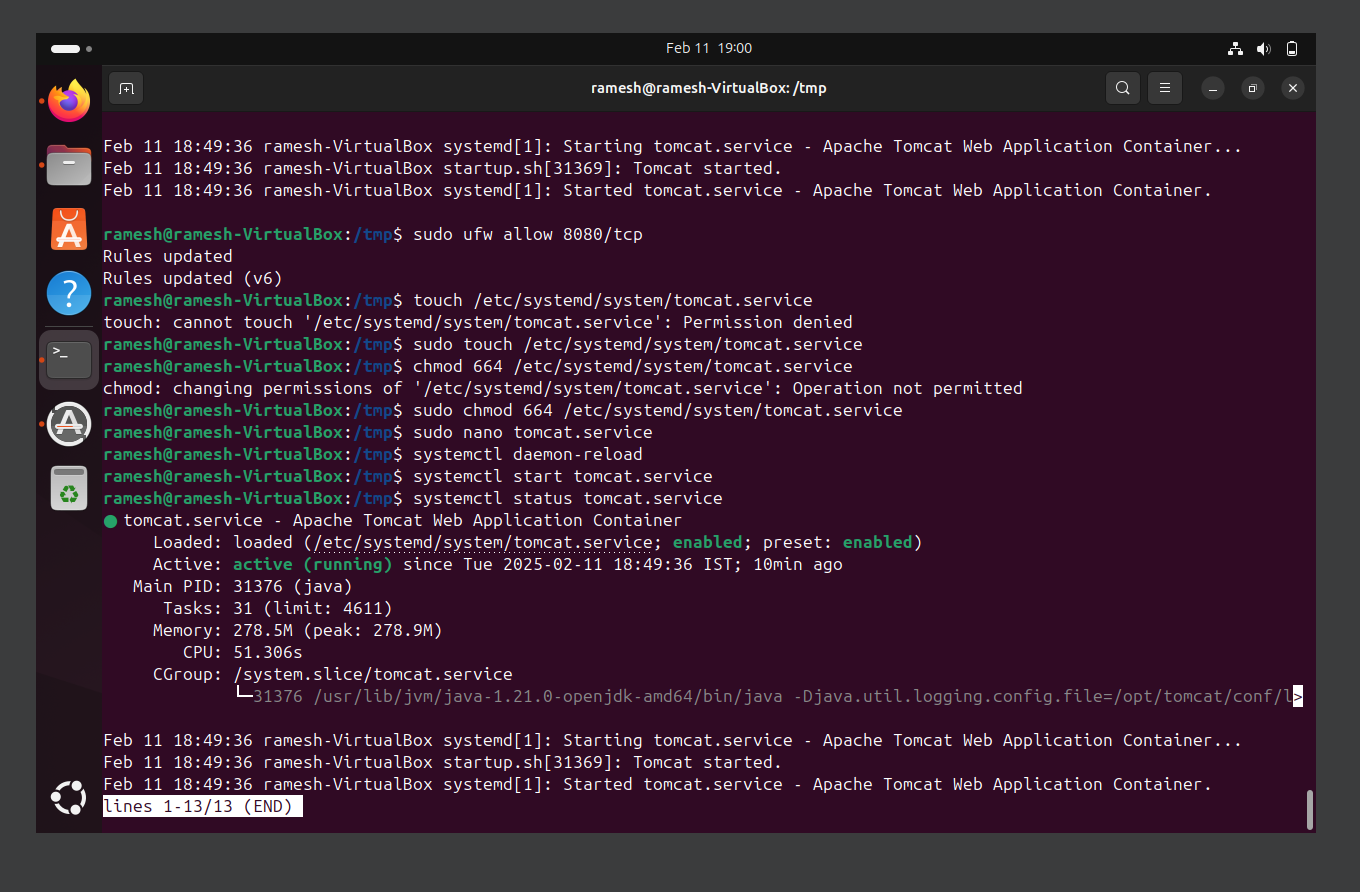 Feb 11 19:00
ramesh@ramesh-VirtualBox: /tmp
Feb 11 18:49:36 ramesh-VirtualBox systemd[1]: Starting tomcat.service - Apache Tomcat Web Application Container...
Feb 11 18:49:36 ramesh-VirtualBox startup.sh[31369]: Tomcat started.
Feb 11 18:49:36 ramesh-VirtualBox systemd[1]: Started tomcat.service - Apache Tomcat Web Application Container.
ramesh@ramesh-VirtualBox:/tmp$ sudo ufw allow 8080/tcp
Rules updated
Rules updated (v6)
ramesh@ramesh-VirtualBox:/tmp$ touch /etc/systemd/system/tomcat.service
touch: cannot touch '/etc/systemd/system/tomcat.service': Permission denied
ramesh@ramesh-VirtualBox:/tmp$ sudo touch /etc/systemd/system/tomcat.service
ramesh@ramesh-VirtualBox:/tmp$ chmod 664 /etc/systemd/system/tomcat.service
chmod: changing permissions of '/etc/systemd/system/tomcat.service': Operation not permitted
ramesh@ramesh-VirtualBox:/tmp$ sudo chmod 664 /etc/systemd/system/tomcat.service
ramesh@ramesh-VirtualBox:/tmp$ sudo nano tomcat.service
ramesh@ramesh-VirtualBox:/tmp$ systemctl daemon-reload
ramesh@ramesh-VirtualBox:/tmp$ systemctl start tomcat.service
ramesh@ramesh-VirtualBox:/tmp$ systemctl status tomcat.service
● tomcat.service - Apache Tomcat Web Application Container
Loaded: loaded (/etc/systemd/system/tomcat.service; enabled; preset: enabled)
Active: active (running) since Tue 2025-02-11 18:49:36 IST; 10min ago
Main PID: 31376 (java)
Tasks: 31 (limit: 4611)
Memory: 278.5M (peak: 278.9M)
CPU: 51.306s
CGroup: /system.slice/tomcat.service
└─31376 /usr/lib/jvm/java-1.21.0-openjdk-amd64/bin/java -Djava.util.logging.config.file=/opt/tomcat/conf/l>
Feb 11 18:49:36 ramesh-VirtualBox systemd[1]: Starting tomcat.service - Apache Tomcat Web Application Container...
Feb 11 18:49:36 ramesh-VirtualBox startup.sh[31369]: Tomcat started.
Feb 11 18:49:36 ramesh-VirtualBox systemd[1]: Started tomcat.service - Apache Tomcat Web Application Container.
lines 1-13/13 (END)